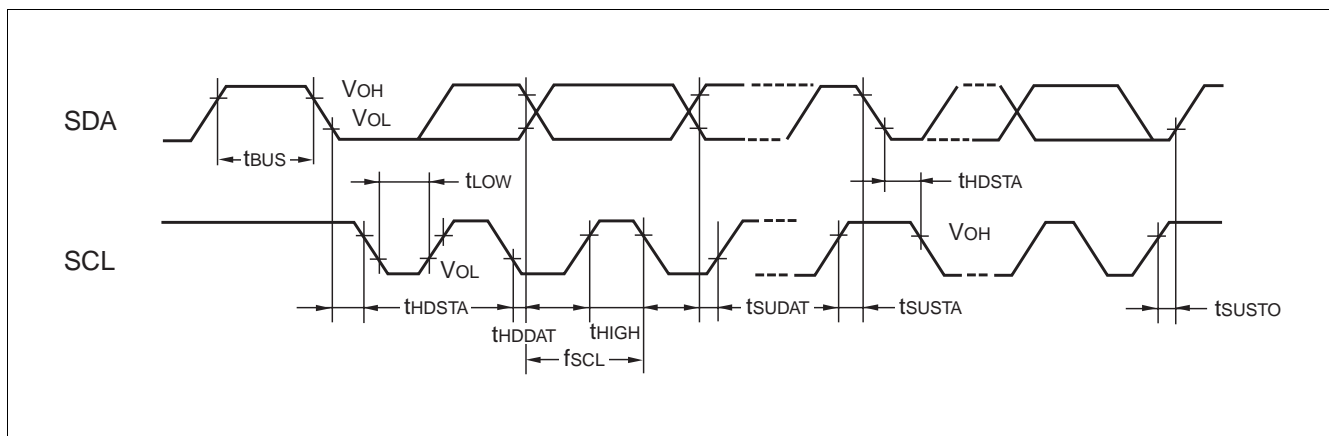 VOH
SDA
VOL
tBUS
tLOW
tHDSTA
VOH
SCL
VOL
tHDSTA
tSUDAT
tSUSTA
tSUSTO
tHDDAT
tHIGH
fSCL